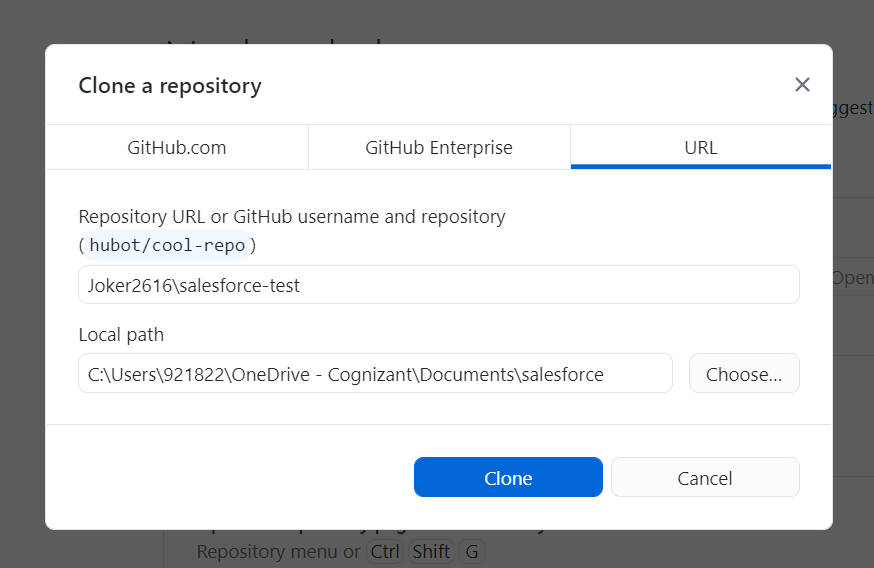 Clone a repository
GitHub.com
GitHub Enterprise
URL
Repository URL or GitHub username and repository
(hubot/cool-repo)
Joker2616\salesforce-test
Local path
C:\Users\921822\OneDrive - Cognizant\Documents\salesforce
Choose...
Clone
Cancel
Open
Repository menu or Ctrl Shift G